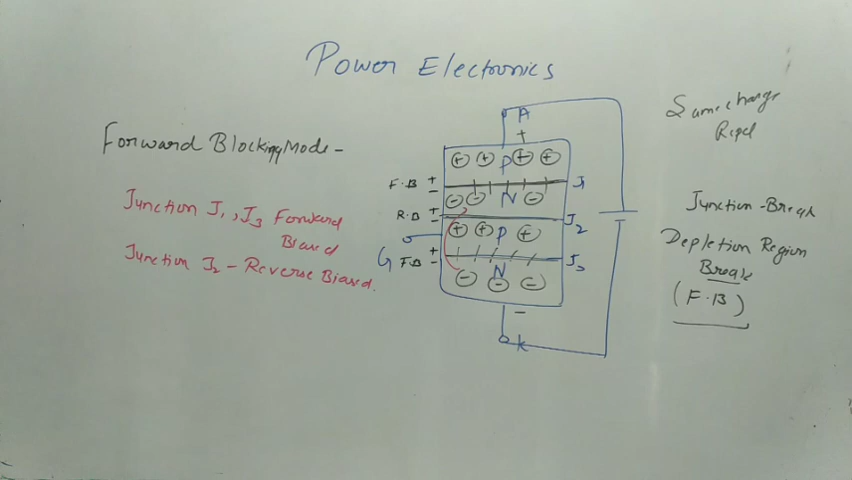 Power Electronics
Forward Blocking Mode -
Junction J1, J3 Forward
Biased
Junction J2 - Reverse Biased.
A
+
+ + + +
P
F.B + -
J1
- - -
N
R.B + -
J2
+ + +
P
G
F.B + -
J3
- - -
N
-
K
Same charge
Repel
Junction - Break
Depletion Region
Break
(F.B)